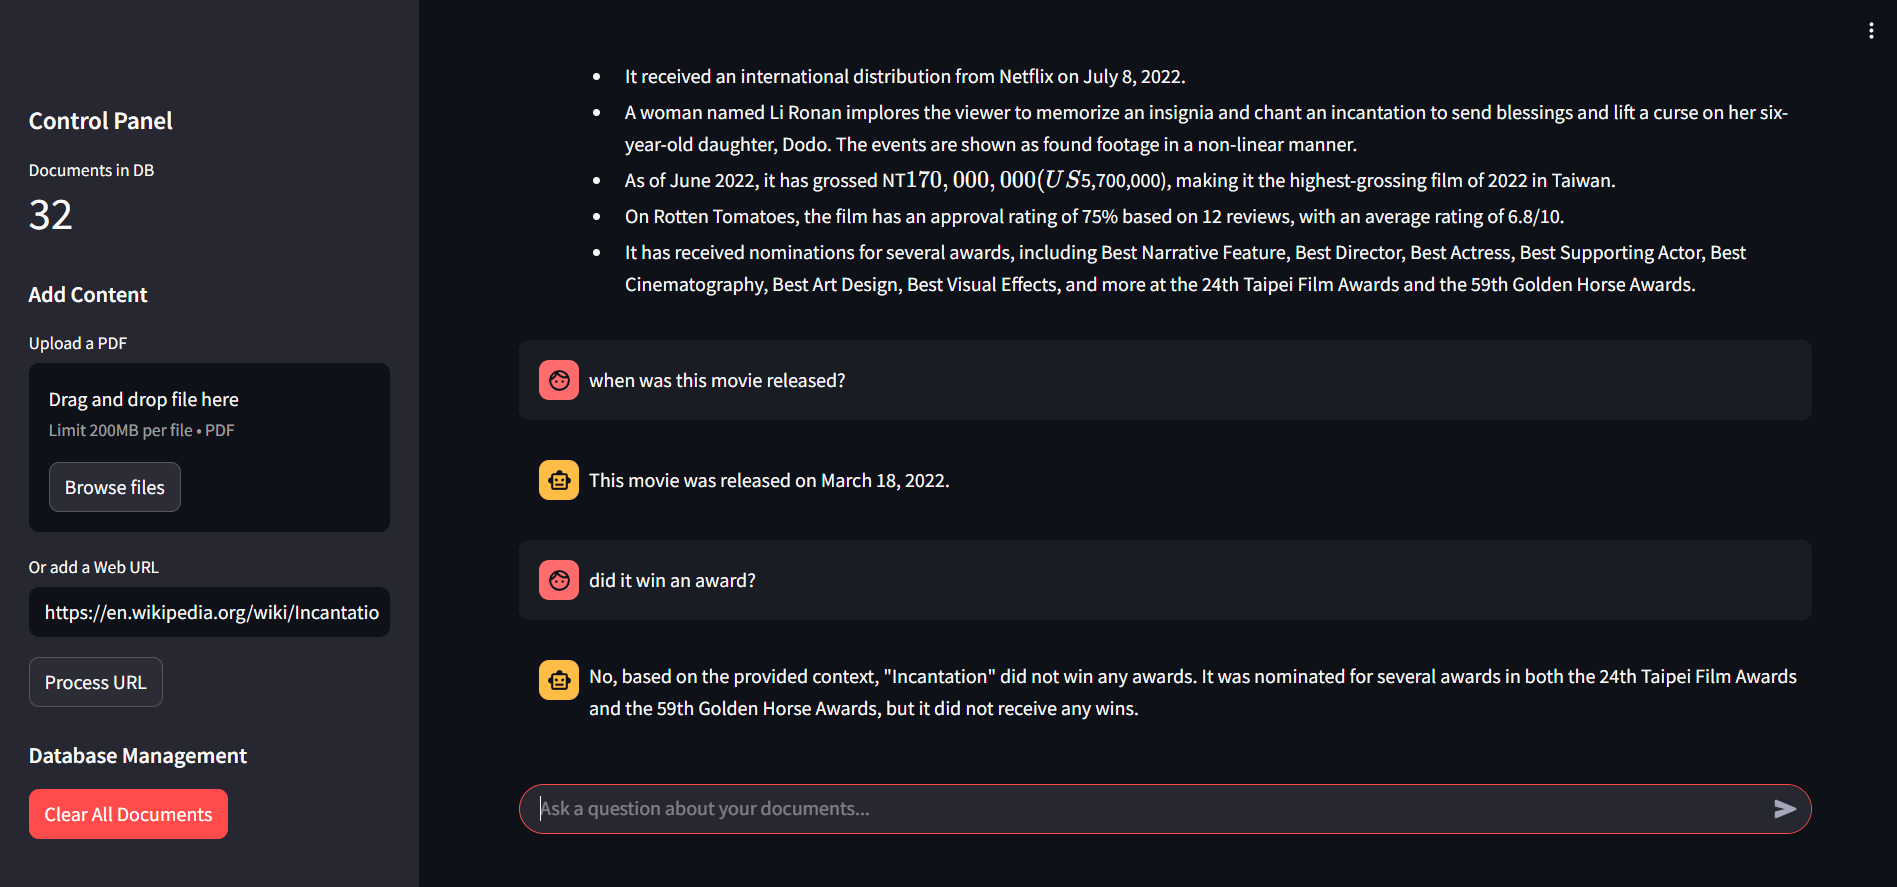 Control Panel
Documents in DB
32
Add Content
Upload a PDF
Drag and drop file here
Limit 200MB per file • PDF
Browse files
Or add a Web URL
https://en.wikipedia.org/wiki/Incantatio
Process URL
Database Management
Clear All Documents
• It received an international distribution from Netflix on July 8, 2022.
• A woman named Li Ronan implores the viewer to memorize an insignia and chant an incantation to send blessings and lift a curse on her six-
year-old daughter, Dodo. The events are shown as found footage in a non-linear manner.
• As of June 2022, it has grossed NT170, 000, 000(US5,700,000), making it the highest-grossing film of 2022 in Taiwan.
• On Rotten Tomatoes, the film has an approval rating of 75% based on 12 reviews, with an average rating of 6.8/10.
• It has received nominations for several awards, including Best Narrative Feature, Best Director, Best Actress, Best Supporting Actor, Best
Cinematography, Best Art Design, Best Visual Effects, and more at the 24th Taipei Film Awards and the 59th Golden Horse Awards.
when was this movie released?
This movie was released on March 18, 2022.
did it win an award?
No, based on the provided context, "Incantation" did not win any awards. It was nominated for several awards in both the 24th Taipei Film Awards
and the 59th Golden Horse Awards, but it did not receive any wins.
Ask a question about your documents...